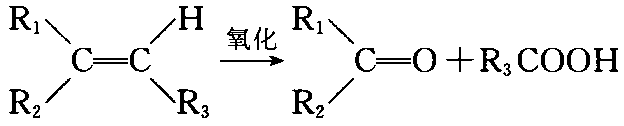 R₁ H 氧化 R₁
C=C → C=O+R₃COOH
R₂ R₃ R₂